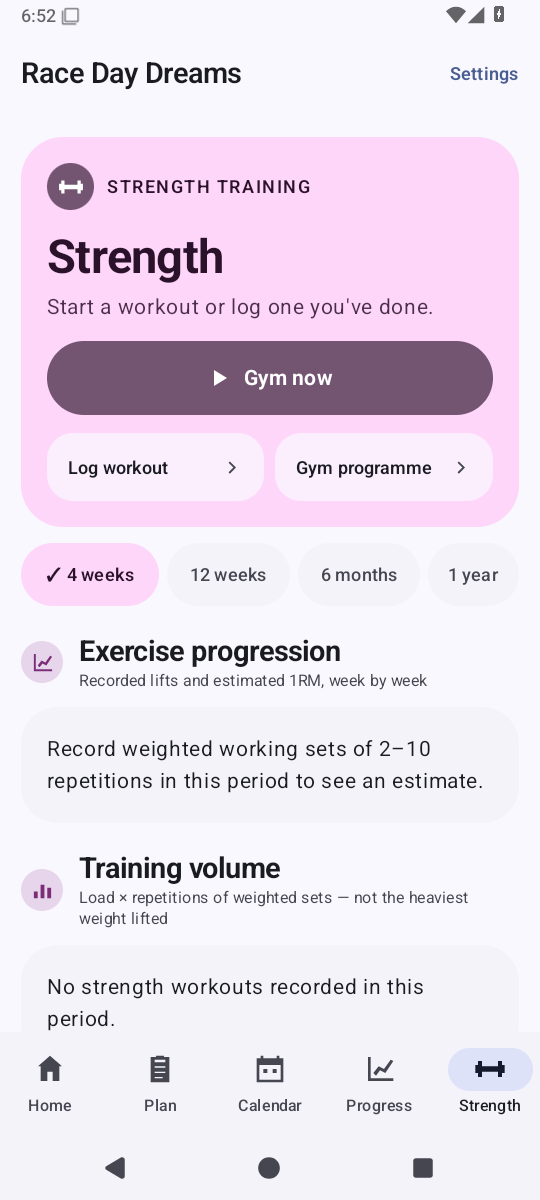 6:52
Race Day Dreams
Settings
STRENGTH TRAINING
Strength
Start a workout or log one you've done.
Gym now
Log workout
Gym programme
✓ 4 weeks
12 weeks
6 months
1 year
Exercise progression
Recorded lifts and estimated 1RM, week by week
Record weighted working sets of 2–10
repetitions in this period to see an estimate.
Training volume
Load × repetitions of weighted sets — not the heaviest
weight lifted
No strength workouts recorded in this
period.
Home
Plan
Calendar
Progress
Strength